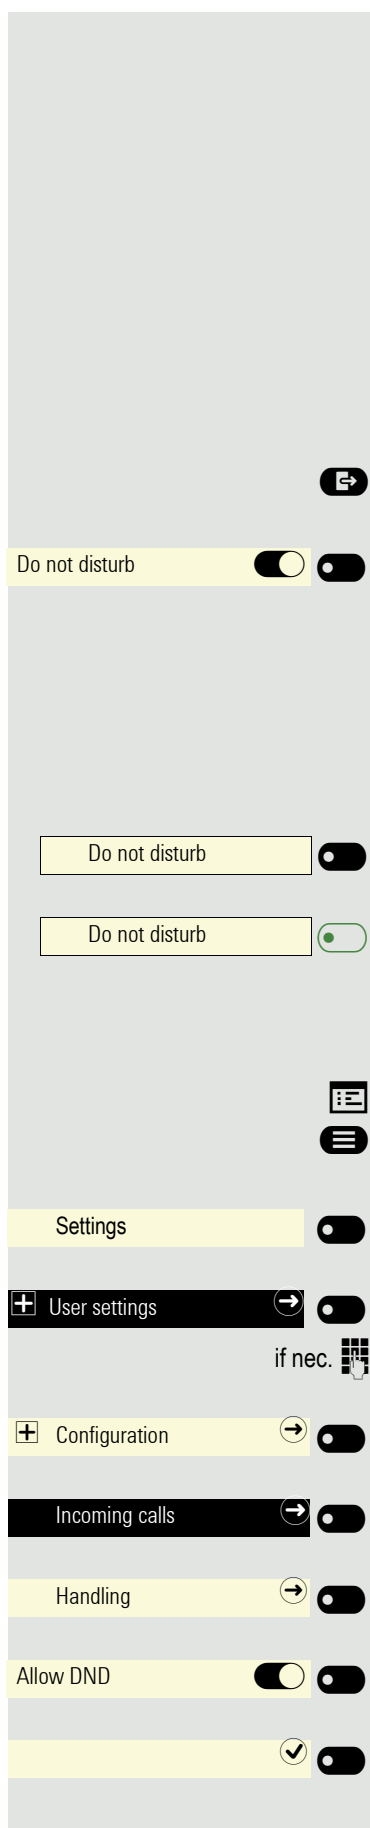 Do not disturb
Do not disturb
Do not disturb
Settings
User settings
if nec.
Configuration
Incoming calls
Handling
Allow DND